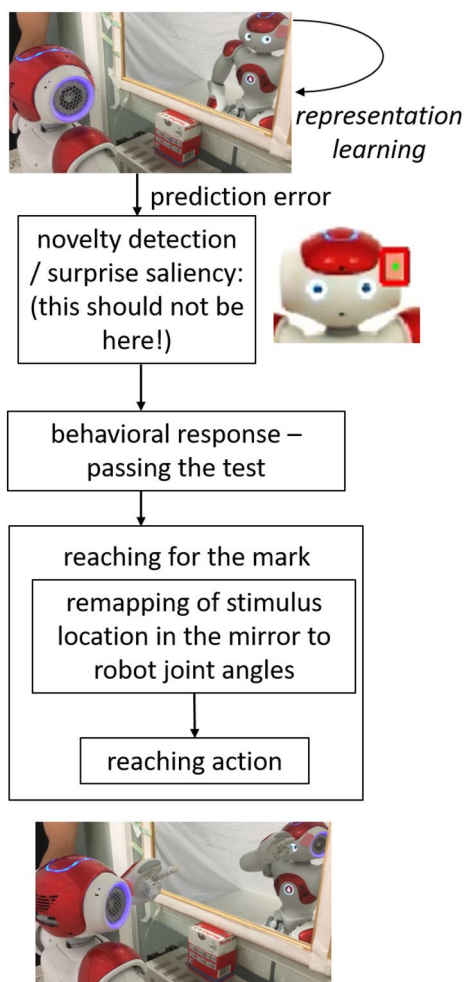 representation
learning
prediction error
novelty detection
/ surprise saliency:
(this should not be
here!)
behavioral response –
passing the test
reaching for the mark
remapping of stimulus
location in the mirror to
robot joint angles
reaching action